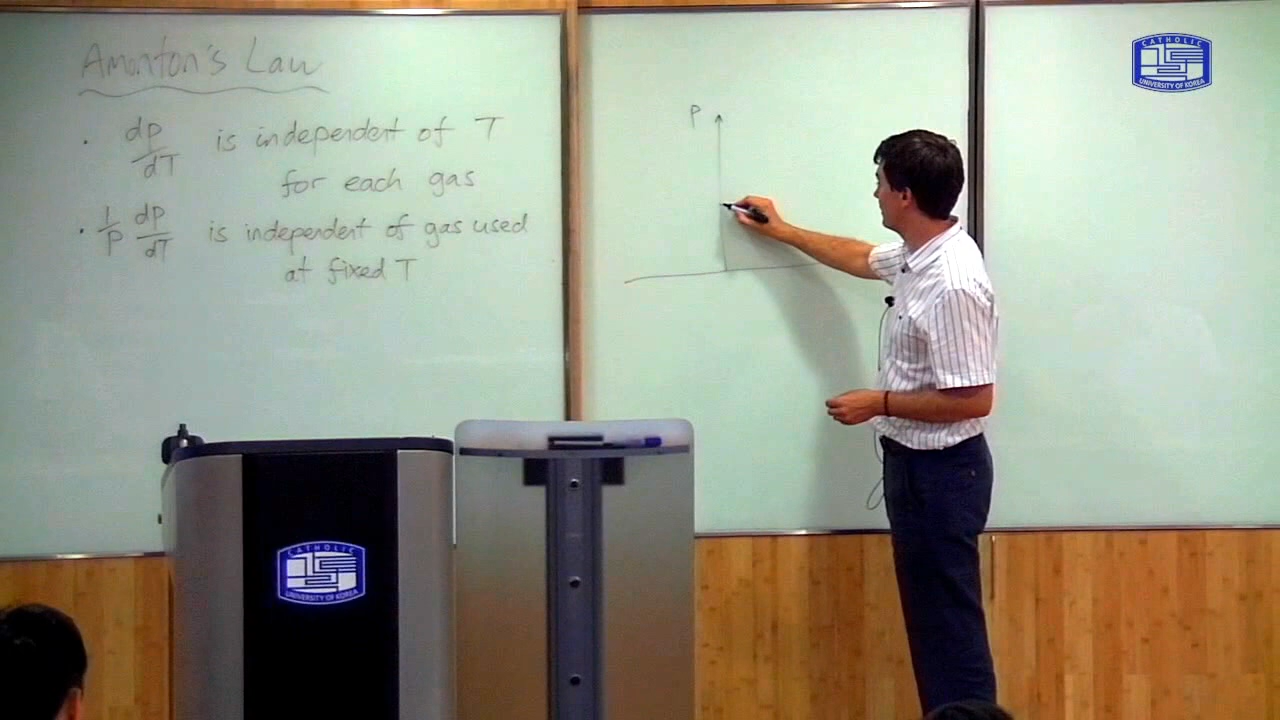 Amonton's Law
· dp/dT is independent of T
for each gas
· 1/P dP/dT is independent of gas used
at fixed T
P
CATHOLIC
UNIVERSITY OF KOREA
CATHOLIC
UNIVERSITY OF KOREA